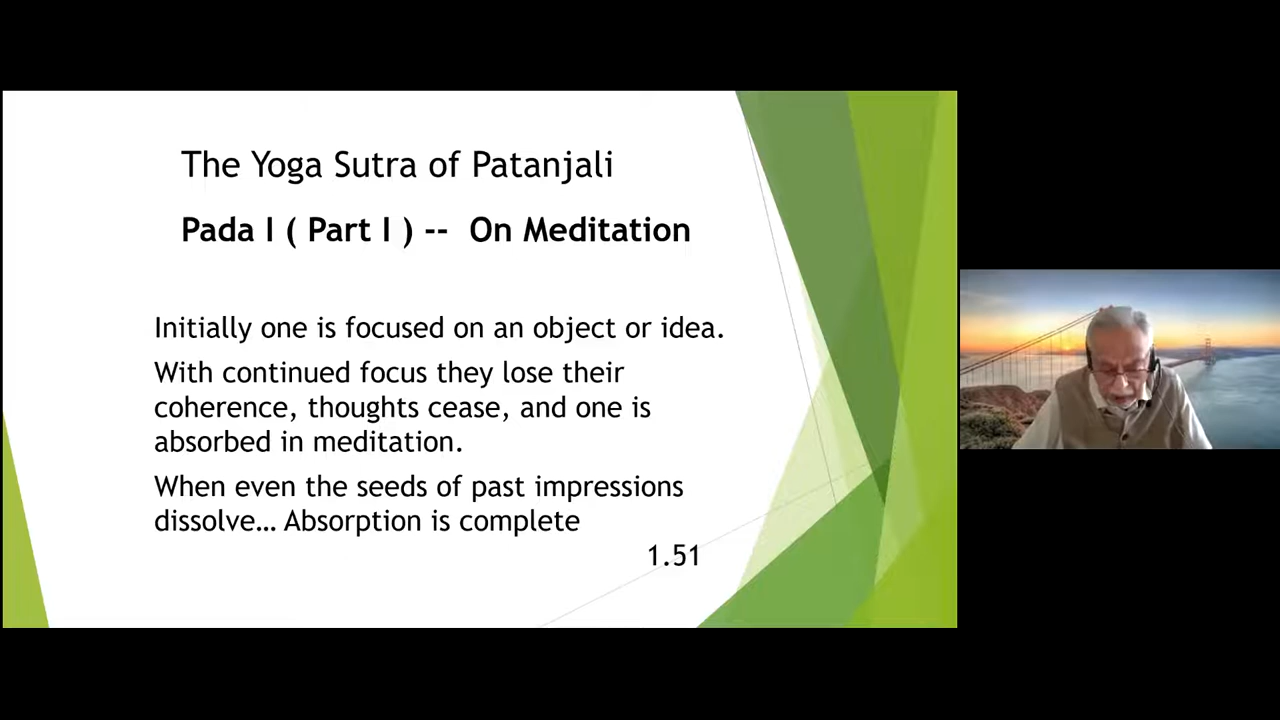 The Yoga Sutra of Patanjali
Pada I ( Part I ) -- On Meditation
Initially one is focused on an object or idea.
With continued focus they lose their
coherence, thoughts cease, and one is
absorbed in meditation.
When even the seeds of past impressions
dissolve… Absorption is complete
1.51